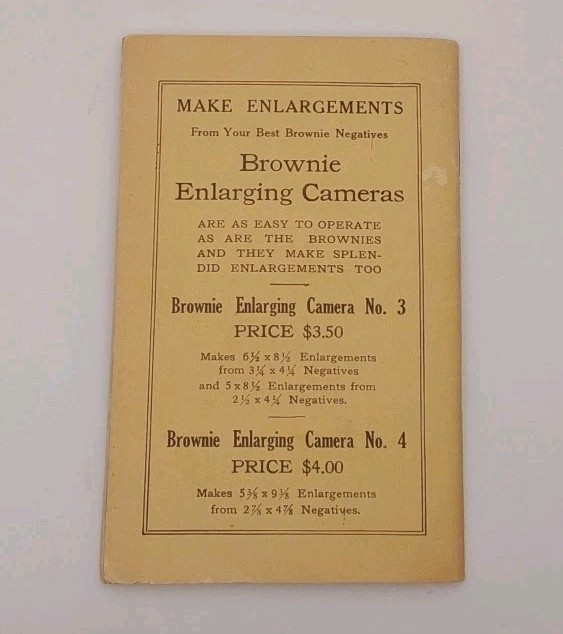 MAKE ENLARGEMENTS
From Your Best Brownie Negatives
Brownie
Enlarging Cameras
ARE AS EASY TO OPERATE
AS ARE THE BROWNIES
AND THEY MAKE SPLEN-
DID ENLARGEMENTS TOO
Brownie Enlarging Camera No. 3
PRICE $3.50
Makes 6½ x 8½ Enlargements
from 3¼ x 4¼ Negatives
and 5 x 8½ Enlargements from
2½ x 4¼ Negatives.
Brownie Enlarging Camera No. 4
PRICE $4.00
Makes 5⅜ x 9⅜ Enlargements
from 2⅞ x 4⅞ Negatives.